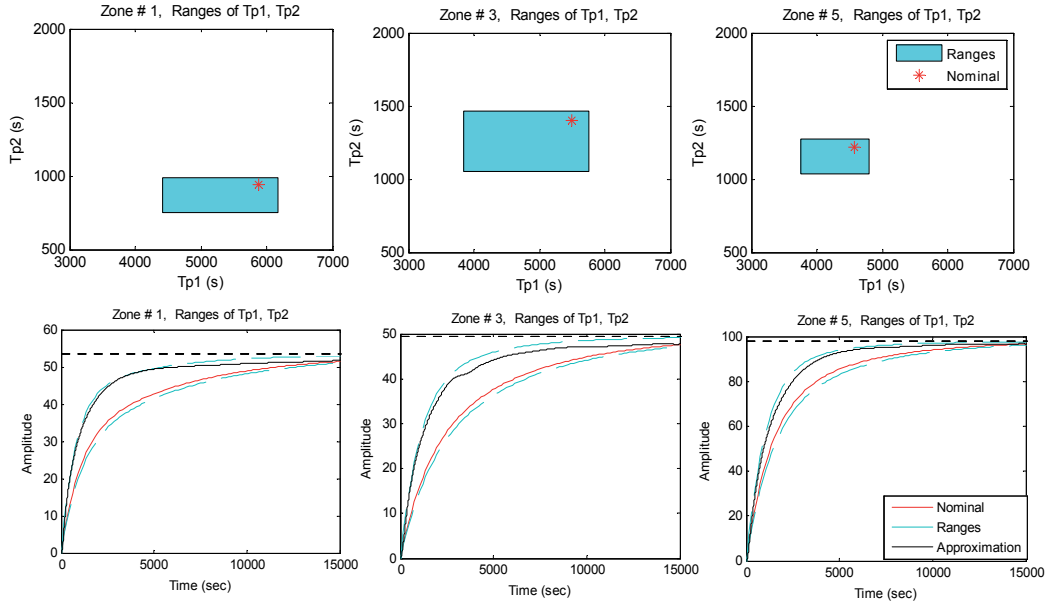 Zone # 1, Ranges of Tp1, Tp2
2000
1500
1000
500
Tp2 (s)
3000 4000 5000 6000 7000
Tp1 (s)
Zone # 3, Ranges of Tp1, Tp2
2000
1500
1000
500
Tp2 (s)
3000 4000 5000 6000 7000
Tp1 (s)
Zone # 5, Ranges of Tp1, Tp2
2000
1500
1000
500
Tp2 (s)
Ranges
Nominal
3000 4000 5000 6000 7000
Tp1 (s)
Zone # 1, Ranges of Tp1, Tp2
60
50
40
30
20
10
0
Amplitude
0 5000 10000 15000
Time (sec)
Zone # 3, Ranges of Tp1, Tp2
50
40
30
20
10
0
Amplitude
0 5000 10000 15000
Time (sec)
Zone # 5, Ranges of Tp1, Tp2
100
80
60
40
20
0
Amplitude
Nominal
Ranges
Approximation
0 5000 10000 15000
Time (sec)